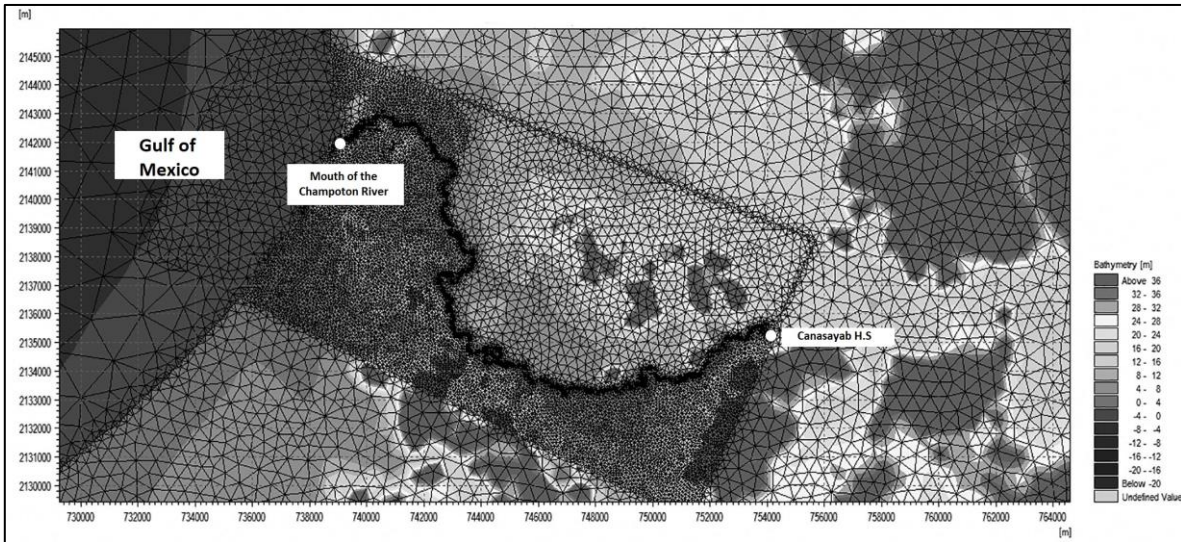 [m]
2145000
2144000
2143000
2142000
2141000
2140000
2139000
2138000
2137000
2136000
2135000
2134000
2133000
2132000
2131000
2130000
Gulf of
Mexico
Mouth of the
Champoton River
Canasayab H.S
730000 732000 734000 736000 738000 740000 742000 744000 746000 748000 750000 752000 754000 756000 758000 760000 762000 764000
[m]
Bathymetry [m]
Above 36
32 - 36
28 - 32
24 - 28
20 - 24
16 - 20
12 - 16
8 - 12
4 - 8
0 - 4
-4 - 0
-8 - -4
-12 - -8
-16 - -12
-20 - -16
Below -20
Undefined Value